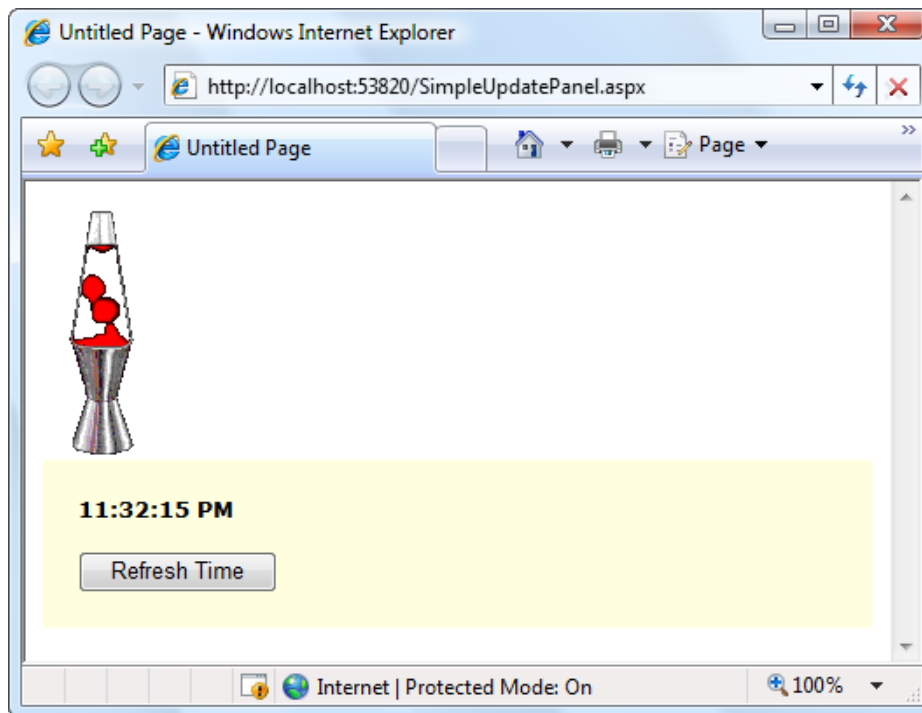 Untitled Page - Windows Internet Explorer
http://localhost:53820/SimpleUpdatePanel.aspx
Untitled Page
Page
»
11:32:15 PM
Refresh Time
Internet | Protected Mode: On
100%